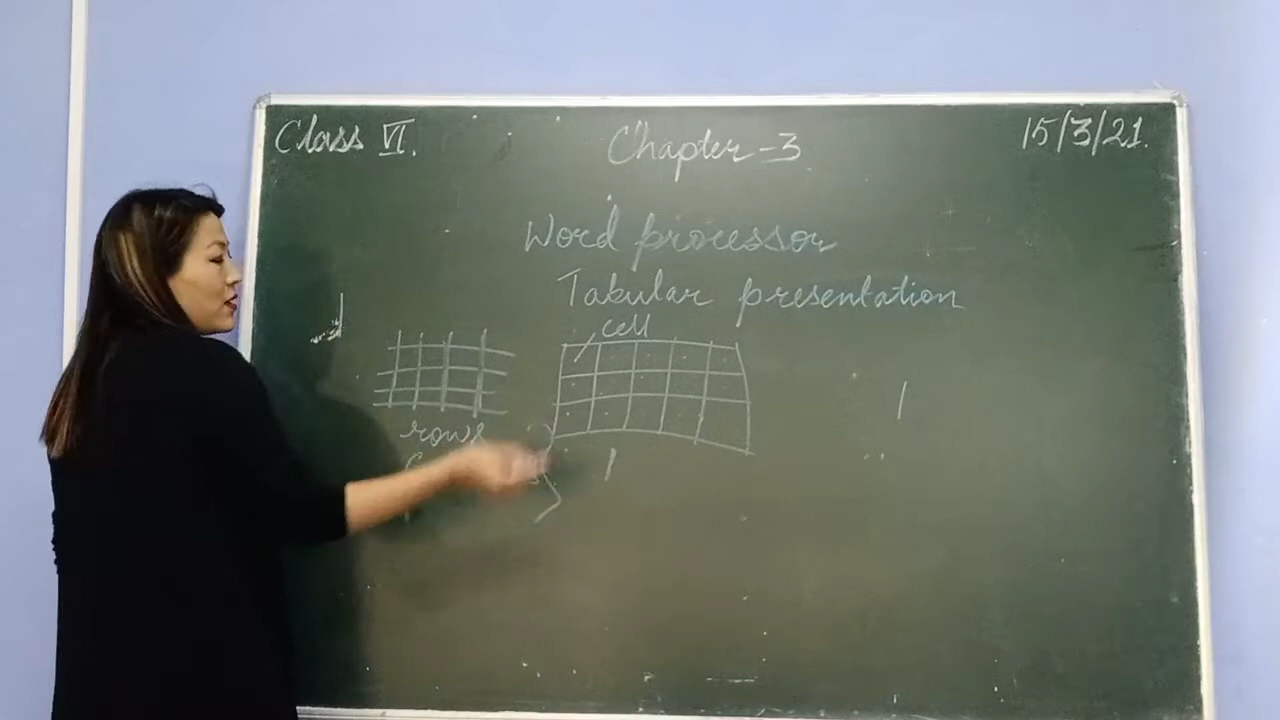 Class VI.
Chapter-3
15/3/21.
Word processor
Tabular presentation
cell
rows